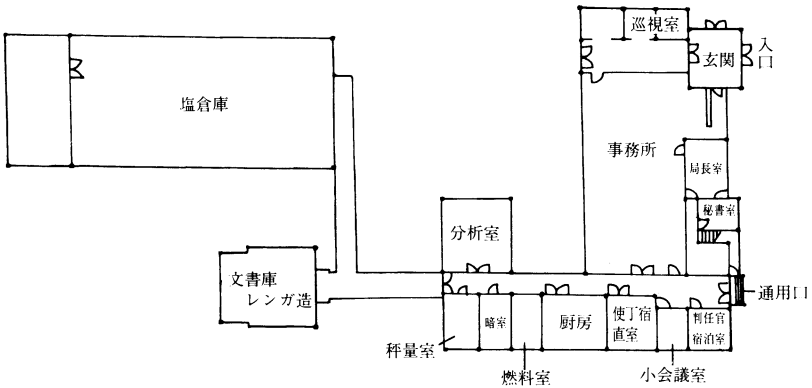 巡視室
玄関
入口
塩倉庫
事務所
局長室
秘書室
分析室
文書庫
レンガ造
通用口
秤量室
暗室
燃料室
厨房
使丁宿
直室
小会議室
判任官
宿泊室